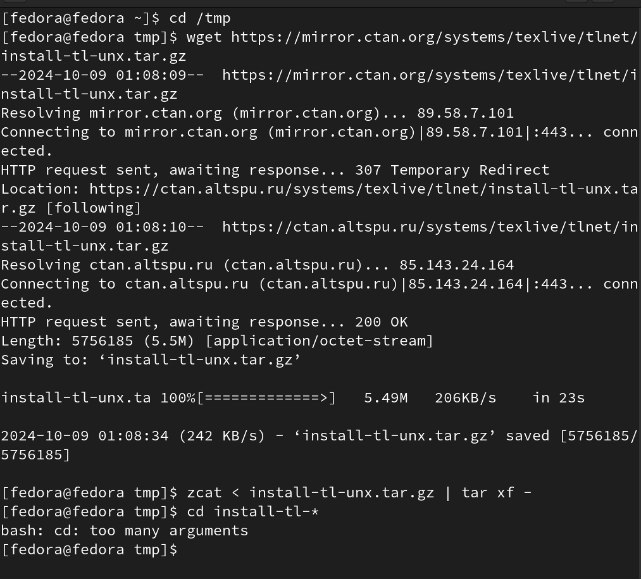 [fedora@fedora ~]$ cd /tmp
[fedora@fedora tmp]$ wget https://mirror.ctan.org/systems/texlive/tlnet/
install-tl-unx.tar.gz
--2024-10-09 01:08:09--  https://mirror.ctan.org/systems/texlive/tlnet/i
nstall-tl-unx.tar.gz
Resolving mirror.ctan.org (mirror.ctan.org)... 89.58.7.101
Connecting to mirror.ctan.org (mirror.ctan.org)|89.58.7.101|:443... conn
ected.
HTTP request sent, awaiting response... 307 Temporary Redirect
Location: https://ctan.altspu.ru/systems/texlive/tlnet/install-tl-unx.ta
r.gz [following]
--2024-10-09 01:08:10--  https://ctan.altspu.ru/systems/texlive/tlnet/in
stall-tl-unx.tar.gz
Resolving ctan.altspu.ru (ctan.altspu.ru)... 85.143.24.164
Connecting to ctan.altspu.ru (ctan.altspu.ru)|85.143.24.164|:443... conn
ected.
HTTP request sent, awaiting response... 200 OK
Length: 5756185 (5.5M) [application/octet-stream]
Saving to: ‘install-tl-unx.tar.gz’

install-tl-unx.ta 100%[=============>]   5.49M   206KB/s    in 23s

2024-10-09 01:08:34 (242 KB/s) - ‘install-tl-unx.tar.gz’ saved [5756185/
5756185]

[fedora@fedora tmp]$ zcat < install-tl-unx.tar.gz | tar xf -
[fedora@fedora tmp]$ cd install-tl-*
bash: cd: too many arguments
[fedora@fedora tmp]$